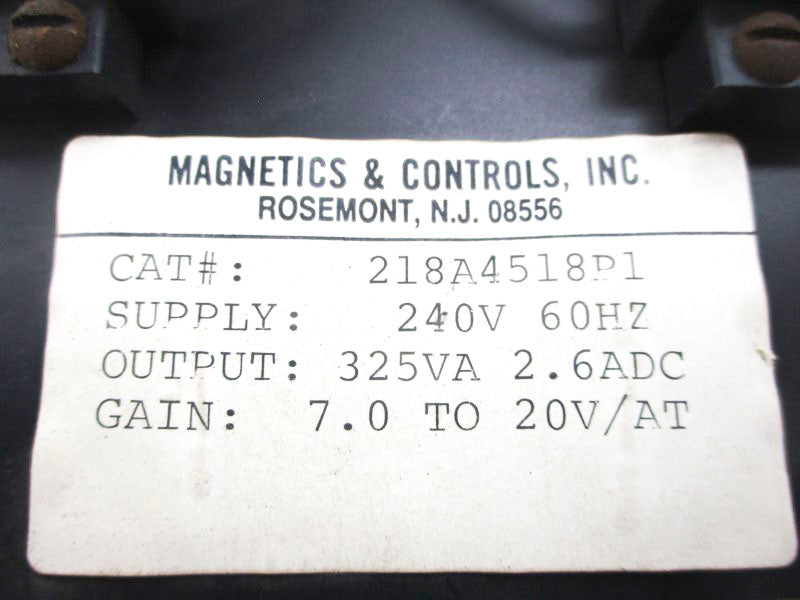 MAGNETICS & CONTROLS, INC.
ROSEMONT, N.J. 08556
CAT#: 218A4518P1
SUPPLY: 240V 60HZ
OUTPUT: 325VA 2.6ADC
GAIN: 7.0 TO 20V/AT